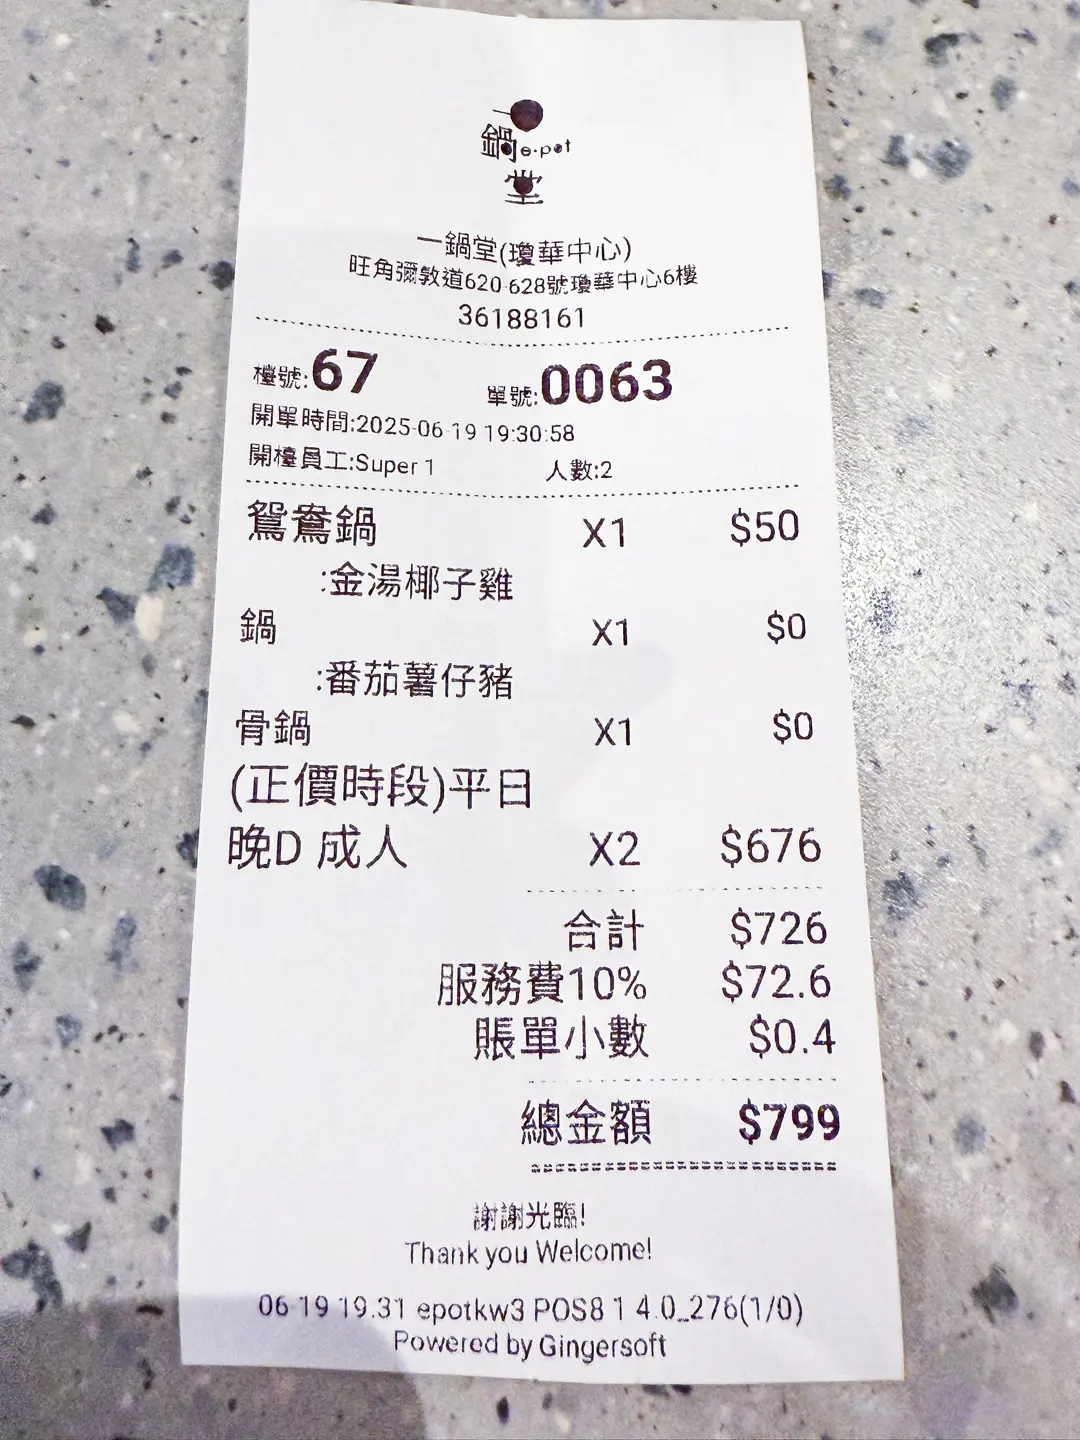 一
鍋 e·pot
堂
一鍋堂(瓊華中心)
旺角彌敦道620-628號瓊華中心6樓
36188161
檯號:67 單號:0063
開單時間:2025-06-19 19:30:58
開檯員工:Super 1 人數:2
鴛鴦鍋 X1 $50
:金湯椰子雞
鍋 X1 $0
:番茄薯仔豬
骨鍋 X1 $0
(正價時段)平日
晚D 成人 X2 $676
合計 $726
服務費10% $72.6
賬單小數 $0.4
總金額 $799
謝謝光臨!
Thank you Welcome!
06-19 19:31 epotkw3 POS8 1 4.0_276(1/0)
Powered by Gingersoft